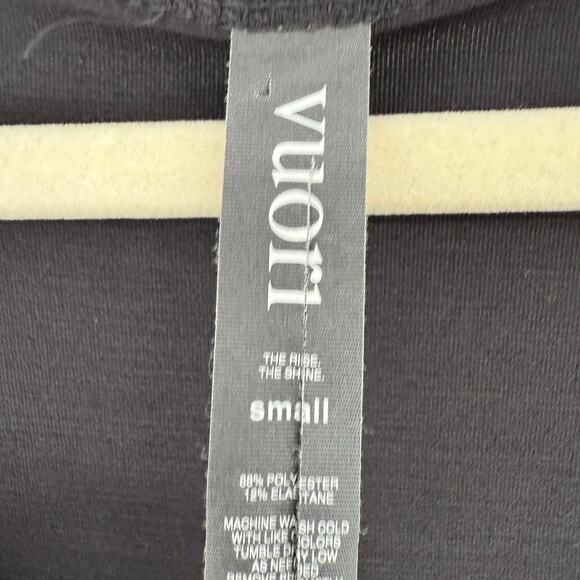 vuori
THE RISE.
THE SHINE.
small
88% POLYESTER
12% ELASTANE
MACHINE WASH COLD
WITH LIKE COLORS
TUMBLE DRY LOW
AS NEEDED